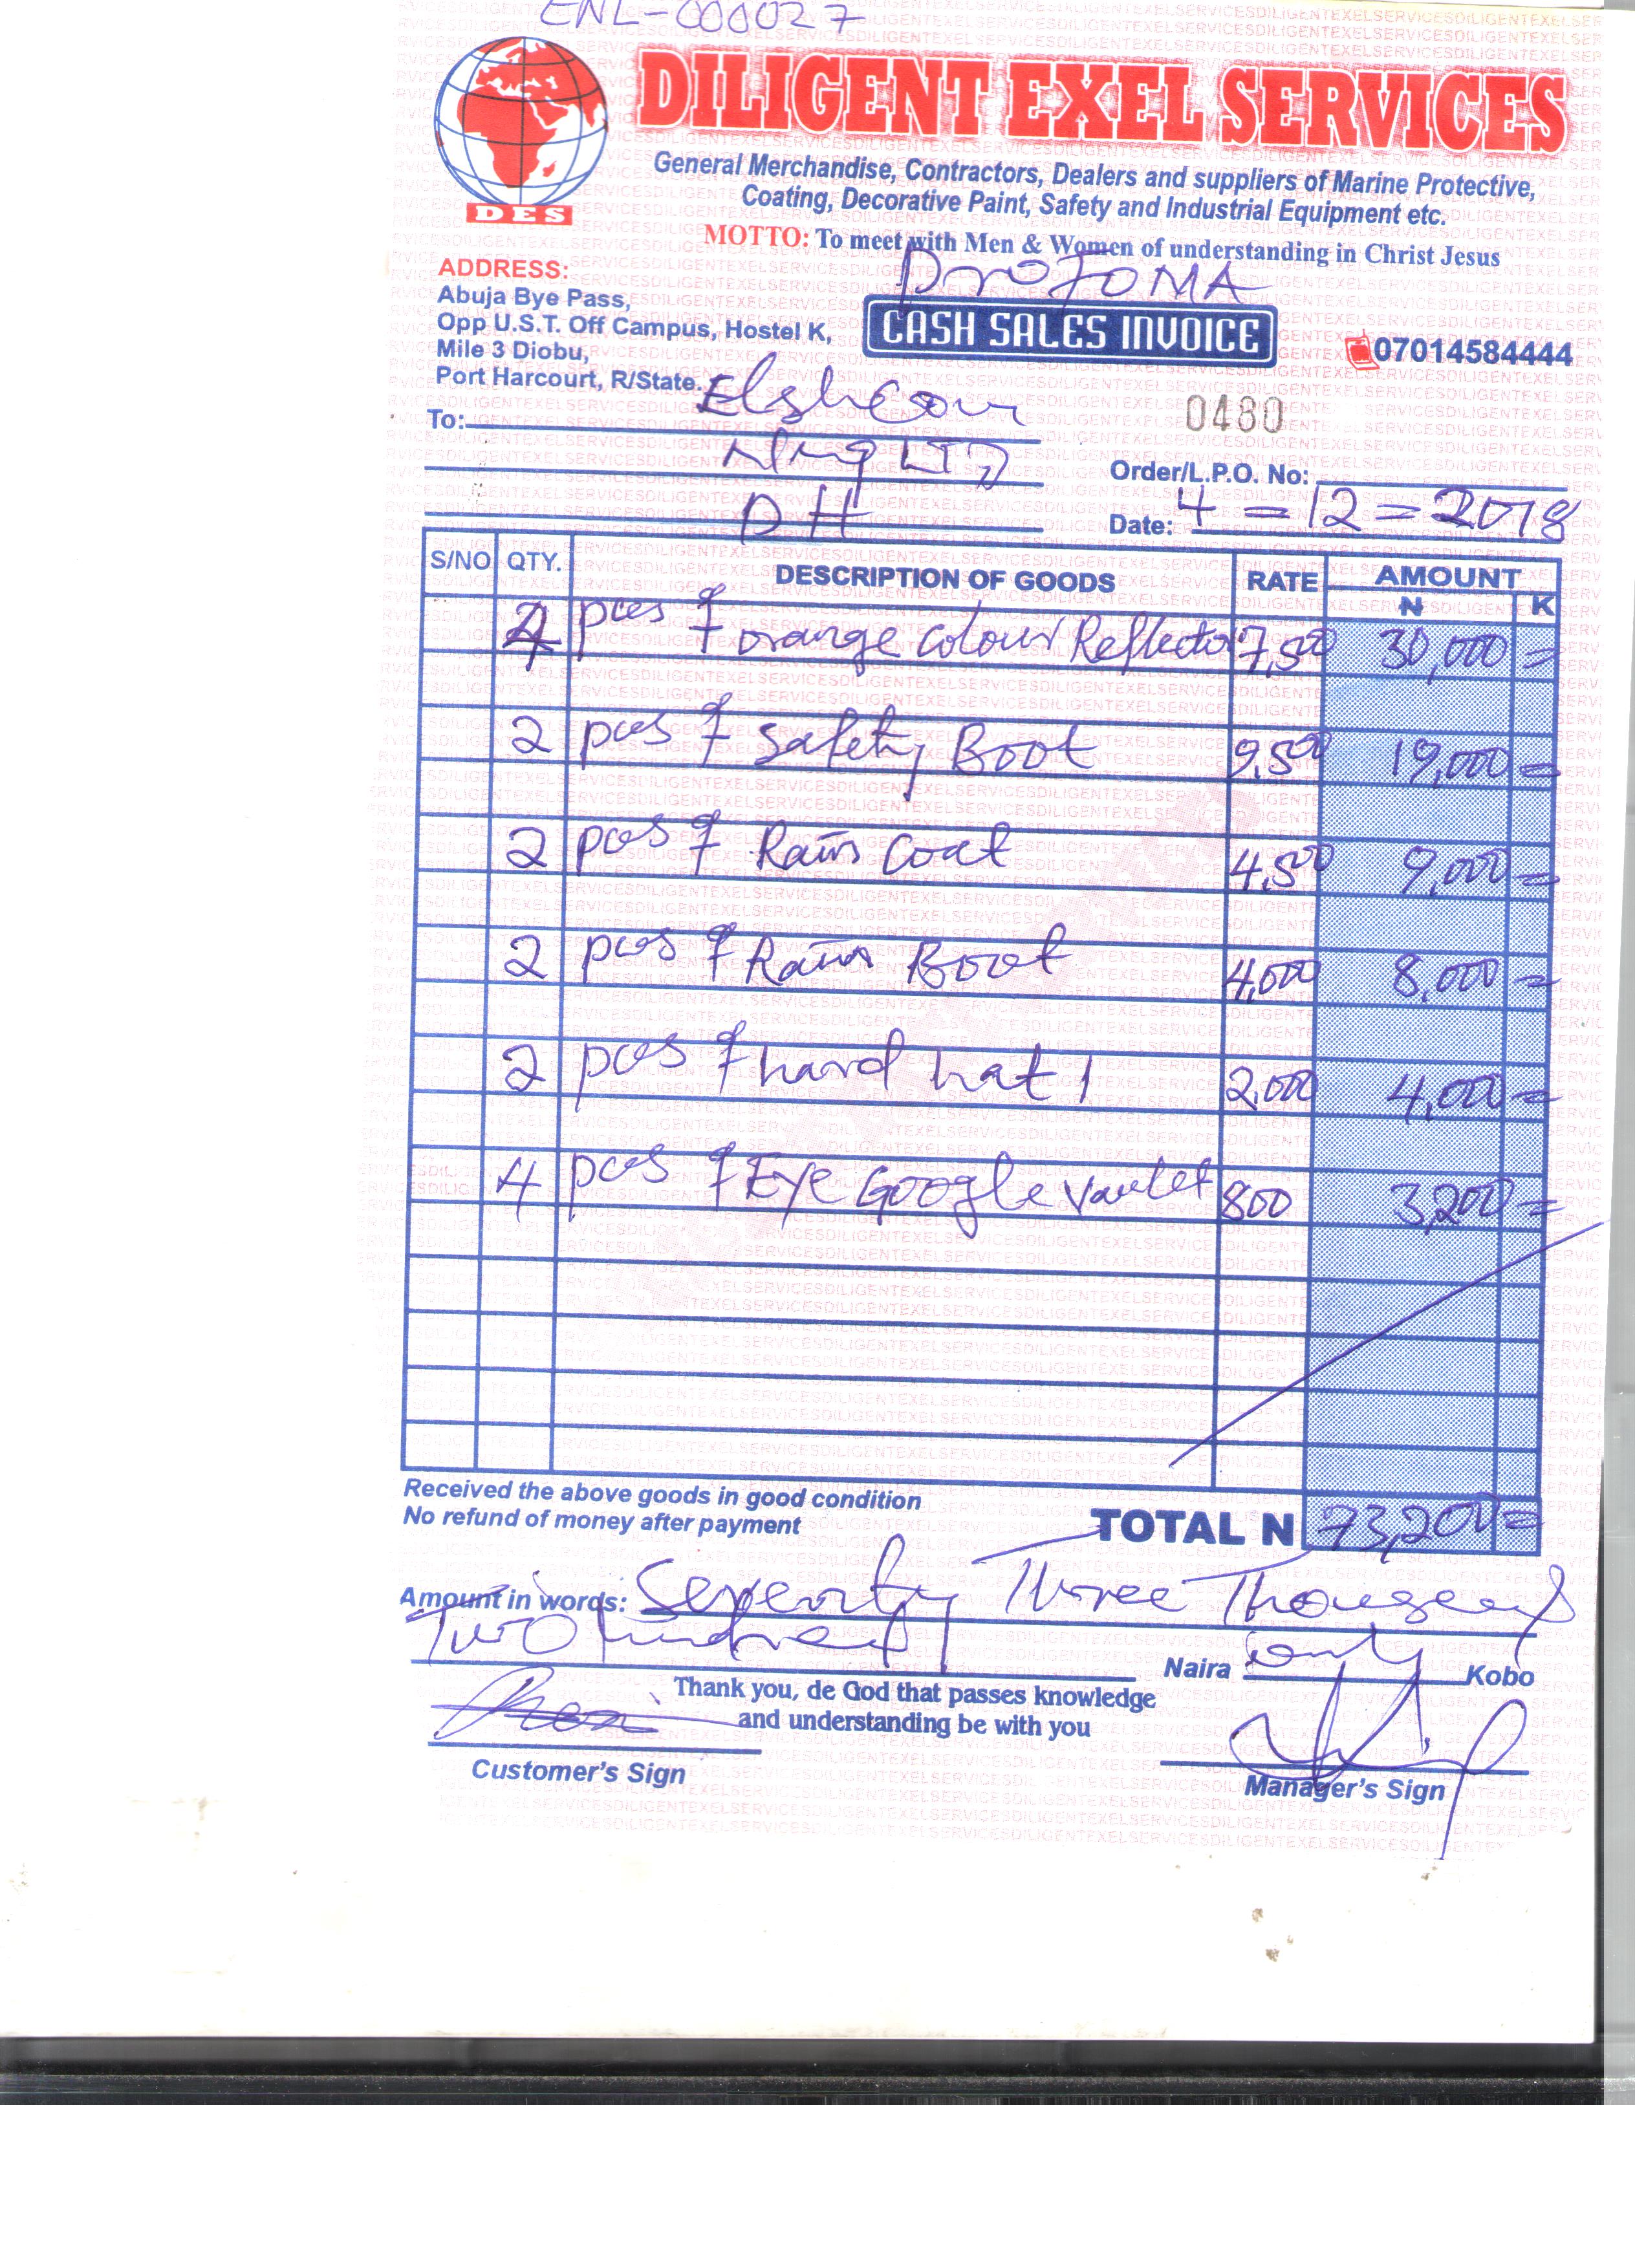 ENL-000027
DILIGENT EXEL SERVICES
General Merchandise, Contractors, Dealers and suppliers of Marine Protective,
Coating, Decorative Paint, Safety and Industrial Equipment etc.
DES
MOTTO: To meet with Men & Women of understanding in Christ Jesus
ProfOMA
ADDRESS:
Abuja Bye Pass,
Opp U.S.T. Off Campus, Hostel K,
Mile 3 Diobu,
Port Harcourt, R/State.
CASH SALES INVOICE
07014584444
0480
To: Elshcon
Nig LTD
PH
Order/L.P.O. No:
Date: 4=12=2018
S/NO QTY. DESCRIPTION OF GOODS RATE AMOUNT
N K
4 pces of orange colour Reflector 7,500 30,000 =
2 pces of Safety Boot 9,500 19,000 =
2 pces of Rain coat 4,500 9,000 =
2 pces of Rain Boot 4,000 8,000 =
2 pces of hard hat 2,000 4,000 =
4 pces of Eye Google 800 3,200 =
Received the above goods in good condition
No refund of money after payment
TOTAL N 73,200 =
Amount in words: Seventy Three Thousand
Two hundred Naira only Kobo
Thank you, de God that passes knowledge
and understanding be with you
Customer's Sign
Manager's Sign